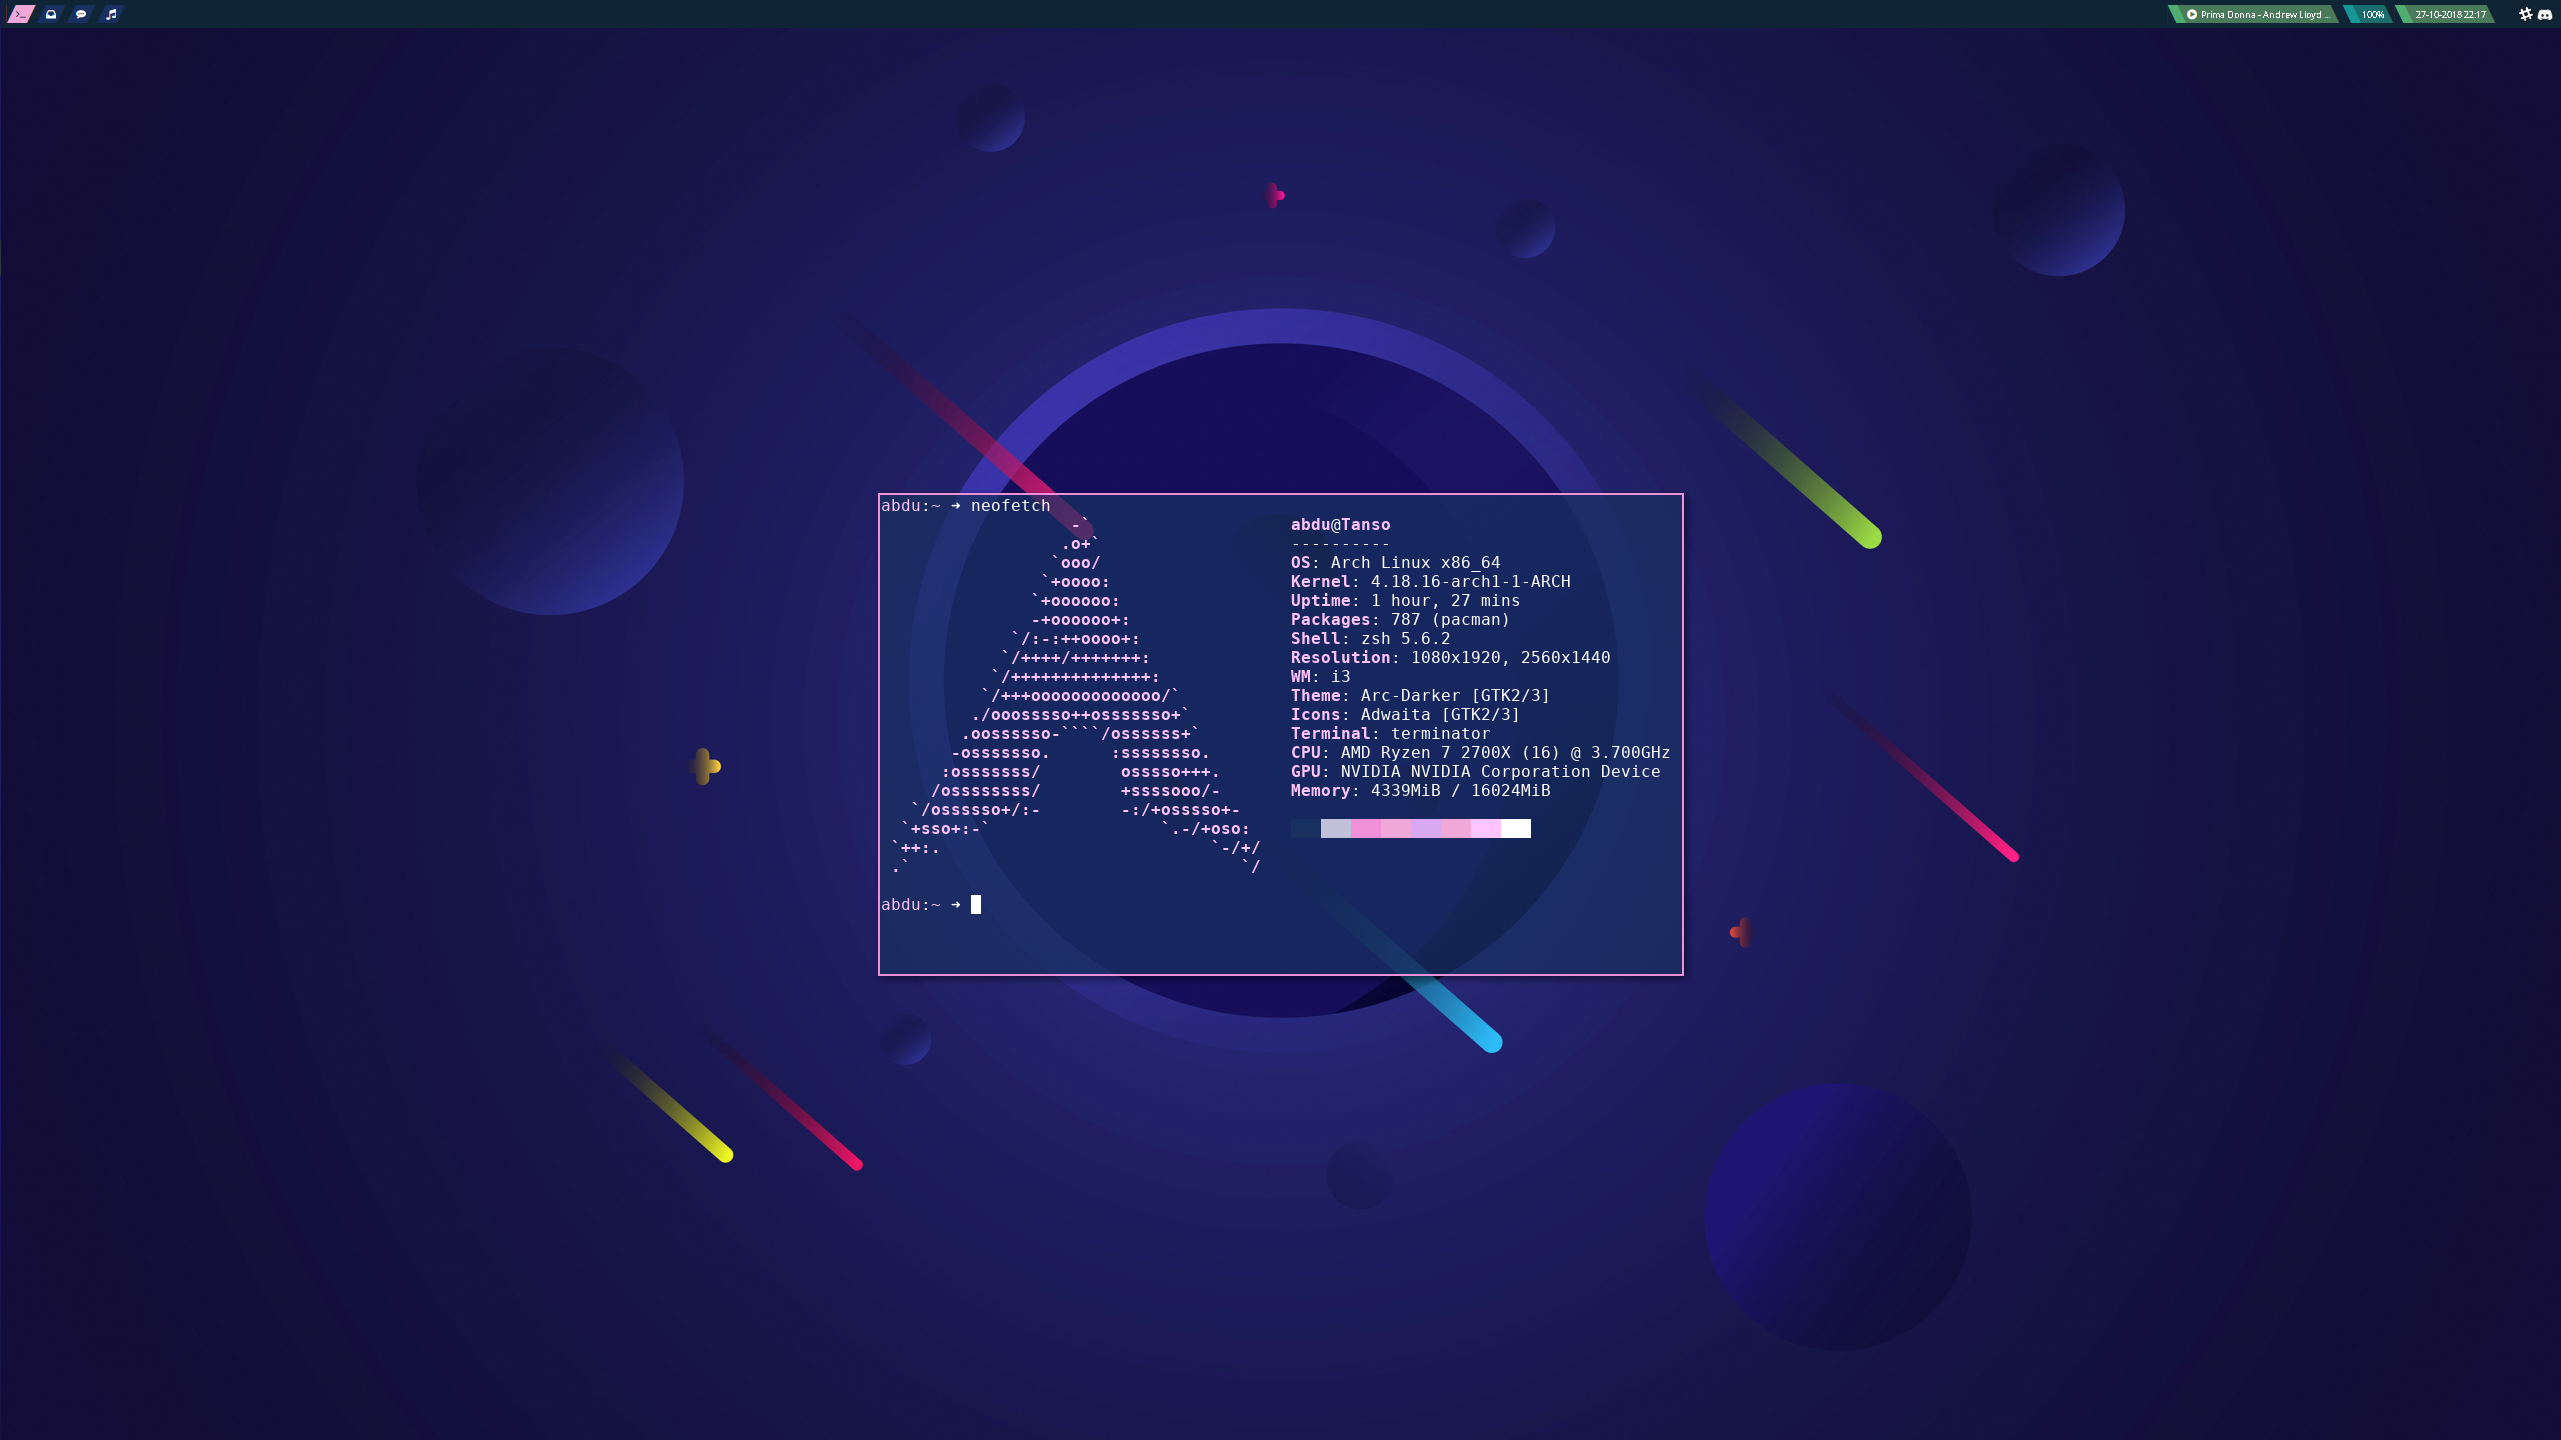 Prima Donna - Andrew Lloyd ...
100%
27-10-2018 22:17
abdu:~ ➜ neofetch
                   -`
                  .o+`
                 `ooo/
                `+oooo:
               `+oooooo:
               -+oooooo+:
             `/:-:++oooo+:
            `/++++/+++++++:
           `/++++++++++++++:
          `/+++ooooooooooooo/`
         ./ooosssso++osssssso+`
        .oossssso-````/ossssss+`
       -osssssso.      :ssssssso.
      :osssssss/        osssso+++.
     /ossssssss/        +ssssooo/-
   `/ossssso+/:-        -:/+osssso+-
  `+sso+:-`                 `.-/+oso:
 `++:.                           `-/+/
 .`                                 `/
abdu@Tanso
----------
OS: Arch Linux x86_64
Kernel: 4.18.16-arch1-1-ARCH
Uptime: 1 hour, 27 mins
Packages: 787 (pacman)
Shell: zsh 5.6.2
Resolution: 1080x1920, 2560x1440
WM: i3
Theme: Arc-Darker [GTK2/3]
Icons: Adwaita [GTK2/3]
Terminal: terminator
CPU: AMD Ryzen 7 2700X (16) @ 3.700GHz
GPU: NVIDIA NVIDIA Corporation Device
Memory: 4339MiB / 16024MiB
abdu:~ ➜